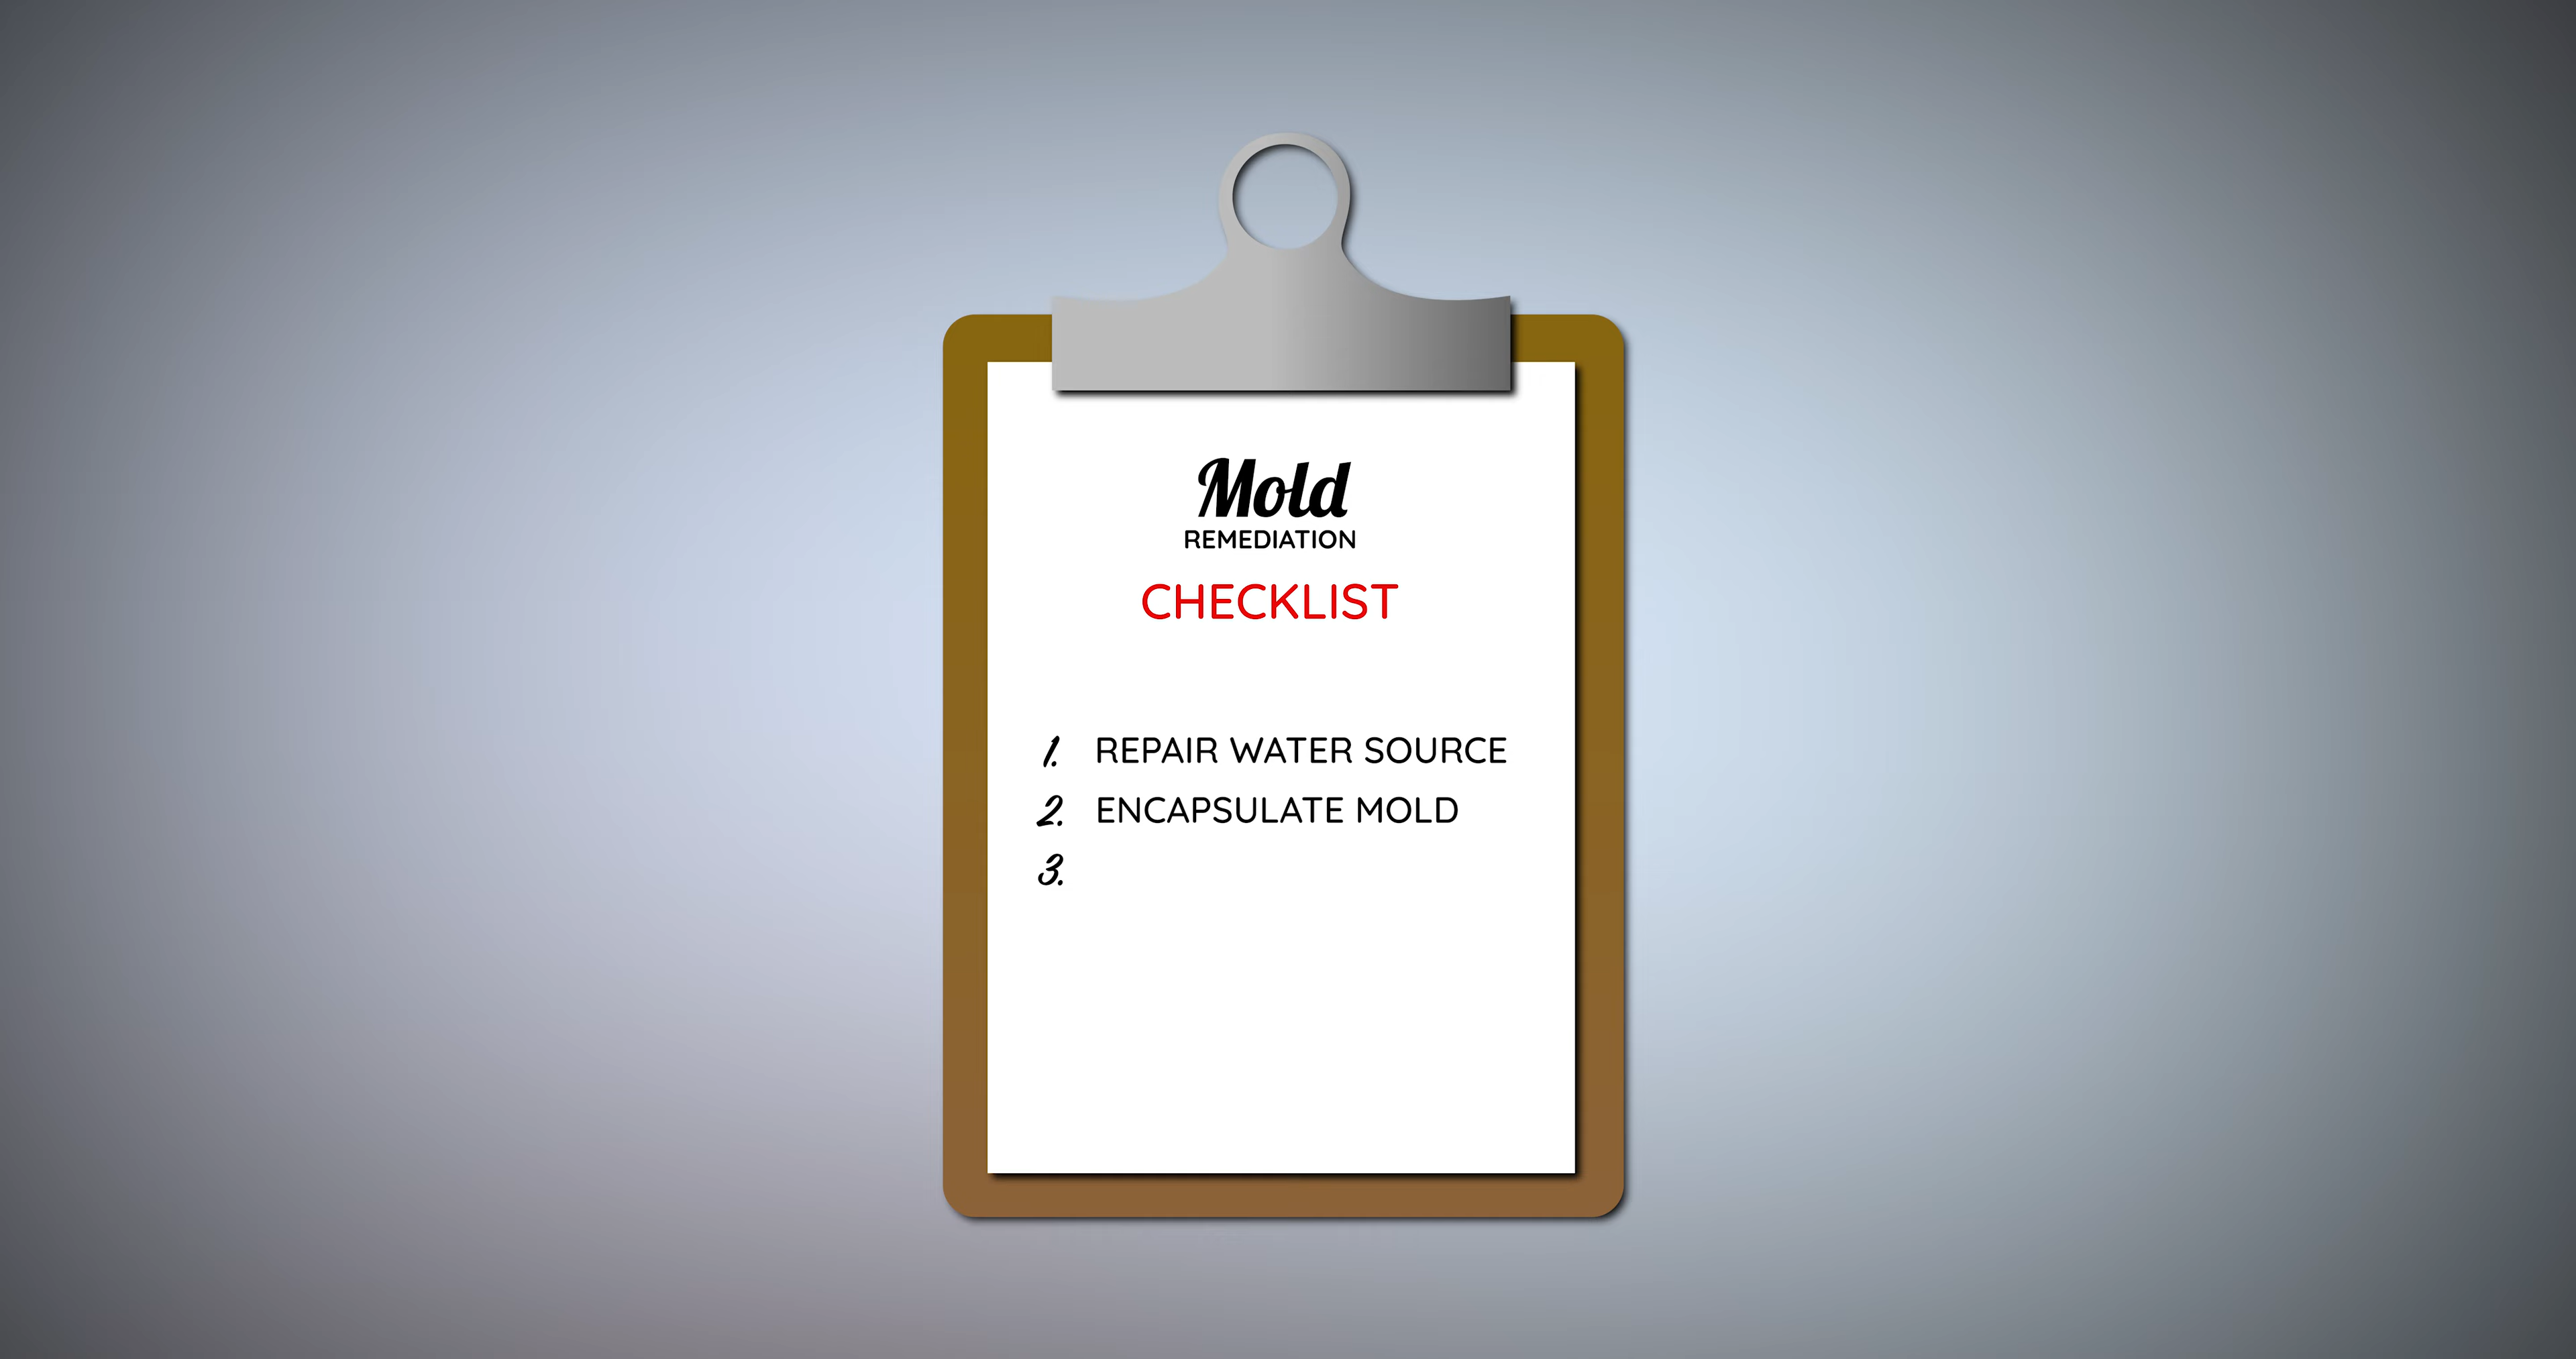 Mold
REMEDIATION
CHECKLIST
1. REPAIR WATER SOURCE
2. ENCAPSULATE MOLD
3.